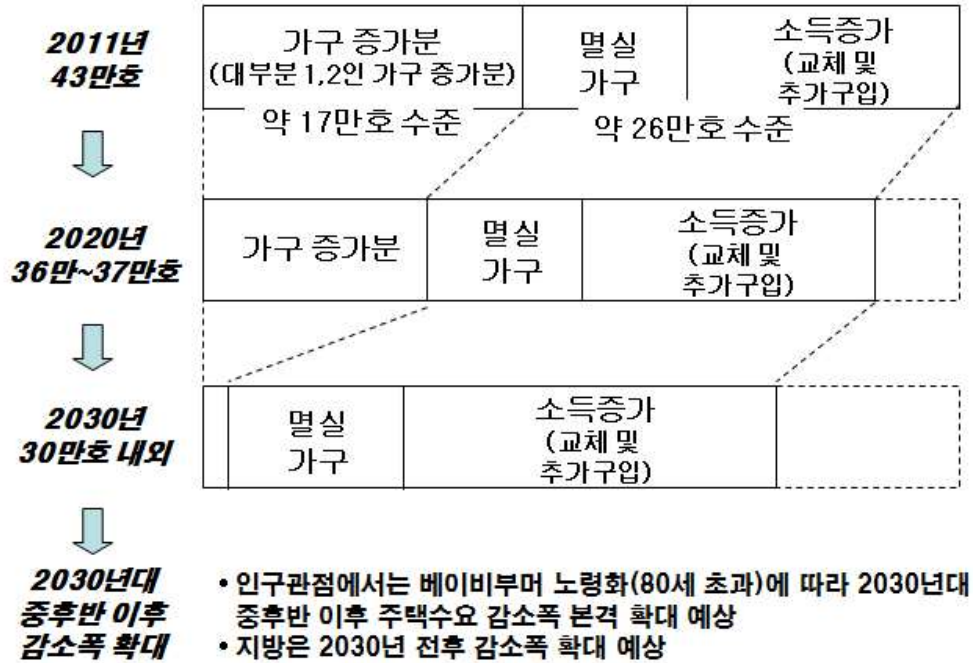 2011년
43만호
가구 증가분
(대부분 1,2인 가구 증가분)
멸실
가구
소득증가
(교체 및
추가구입)
약 17만호 수준
약 26만호 수준
2020년
36만~37만호
가구 증가분
멸실
가구
소득증가
(교체 및
추가구입)
2030년
30만호 내외
멸실
가구
소득증가
(교체 및
추가구입)
2030년대
중후반 이후
감소폭 확대
• 인구관점에서는 베이비부머 노령화(80세 초과)에 따라 2030년대
중후반 이후 주택수요 감소폭 본격 확대 예상
• 지방은 2030년 전후 감소폭 확대 예상